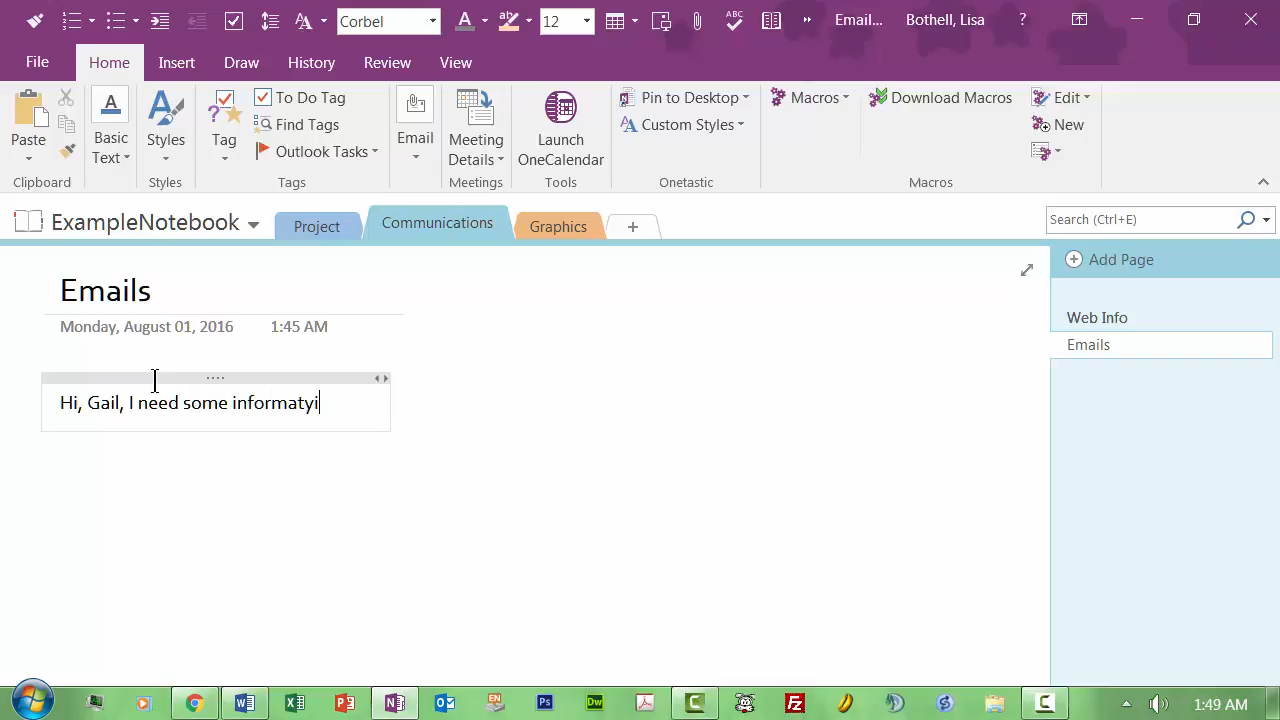 Corbel
12
Email...
Bothell, Lisa
?
File
Home
Insert
Draw
History
Review
View
Paste
Clipboard
Basic
Text
Styles
Styles
Tag
To Do Tag
Find Tags
Outlook Tasks
Tags
Email
Meeting
Details
Meetings
Launch
OneCalendar
Tools
Pin to Desktop
Custom Styles
Onetastic
Macros
Download Macros
Edit
New
Macros
ExampleNotebook
Project
Communications
Graphics
Search (Ctrl+E)
Add Page
Web Info
Emails
Emails
Monday, August 01, 2016 1:45 AM
Hi, Gail, I need some informatyi
1:49 AM